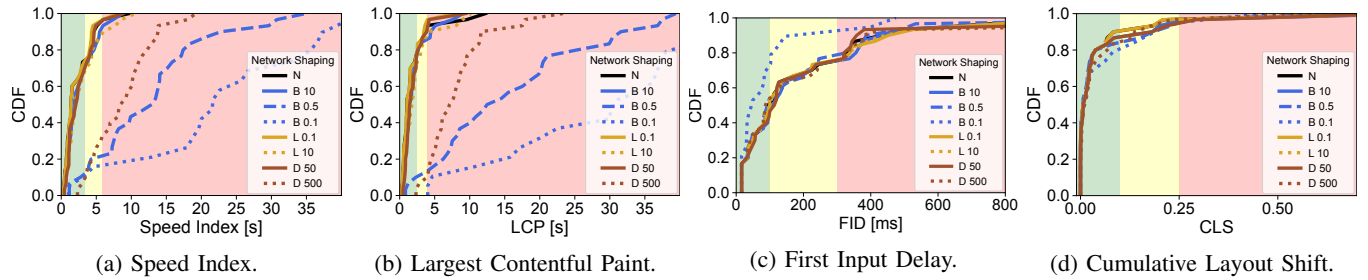 CDF
1.0
0.8
0.6
0.4
0.2
0.0
0 5 10 15 20 25 30 35
Speed Index [s]
Network Shaping
N
B 10
B 0.5
B 0.1
L 0.1
L 10
D 50
D 500
(a) Speed Index.
CDF
1.0
0.8
0.6
0.4
0.2
0.0
0 5 10 15 20 25 30 35
LCP [s]
Network Shaping
N
B 10
B 0.5
B 0.1
L 0.1
L 10
D 50
D 500
(b) Largest Contentful Paint.
CDF
1.0
0.8
0.6
0.4
0.2
0.0
0 200 400 600 800
FID [ms]
Network Shaping
N
B 10
B 0.5
B 0.1
L 0.1
L 10
D 50
D 500
(c) First Input Delay.
CDF
1.0
0.8
0.6
0.4
0.2
0.0
0.00 0.25 0.50
CLS
Network Shaping
N
B 10
B 0.5
B 0.1
L 0.1
L 10
D 50
D 500
(d) Cumulative Layout Shift.